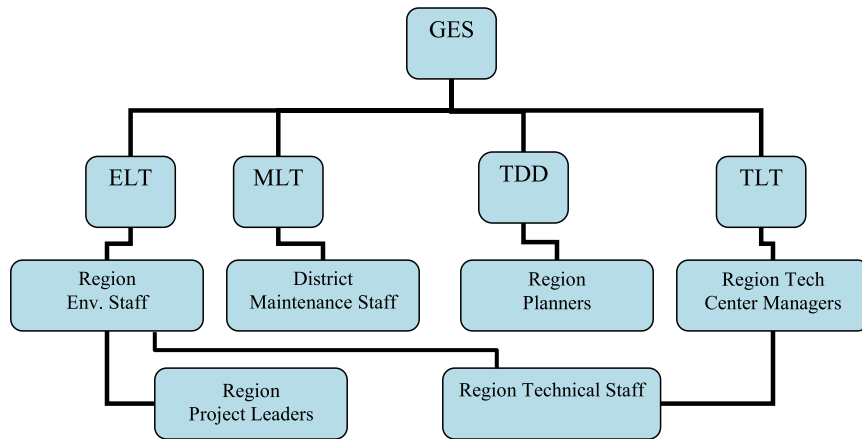 GES
ELT
MLT
TDD
TLT
Region
Env. Staff
District
Maintenance Staff
Region
Planners
Region Tech
Center Managers
Region
Project Leaders
Region Technical Staff